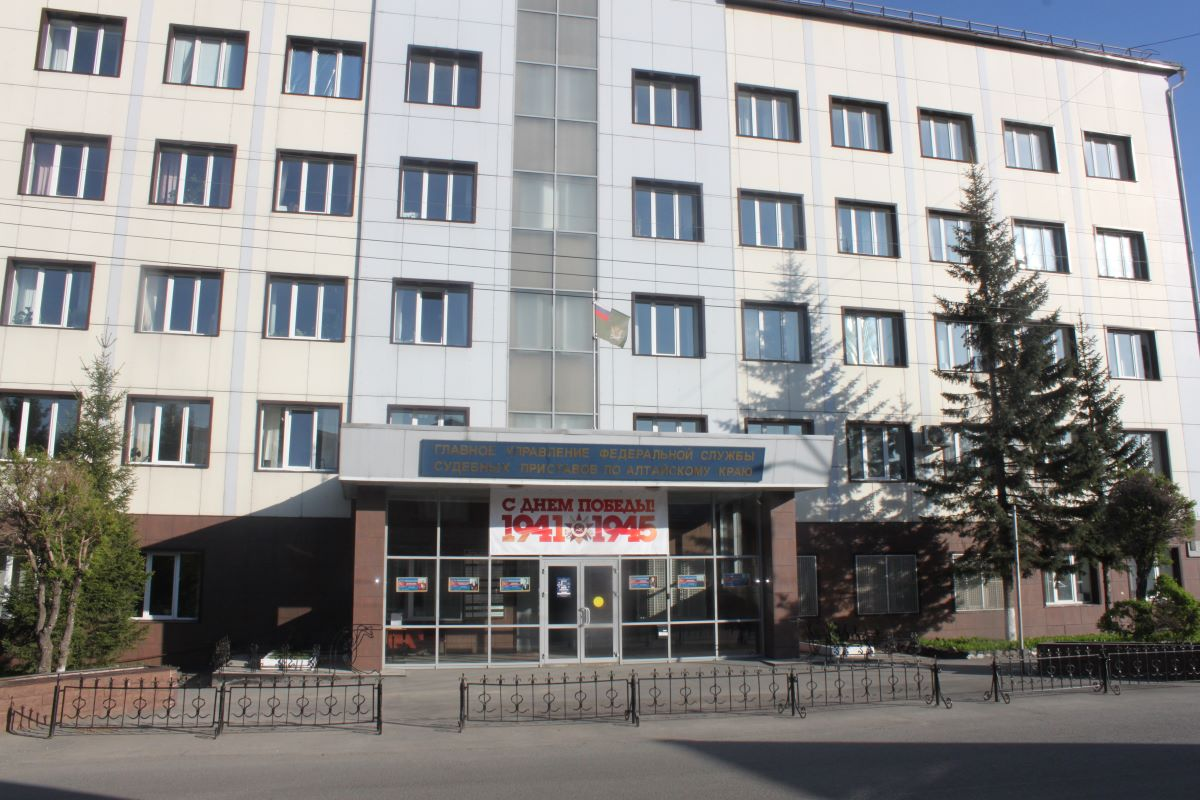 ГЛАВНОЕ УПРАВЛЕНИЕ ФЕДЕРАЛЬНОЙ СЛУЖБЫ
СУДЕБНЫХ ПРИСТАВОВ ПО АЛТАЙСКОМУ КРАЮ
С ДНЕМ ПОБЕДЫ!
1941 1945